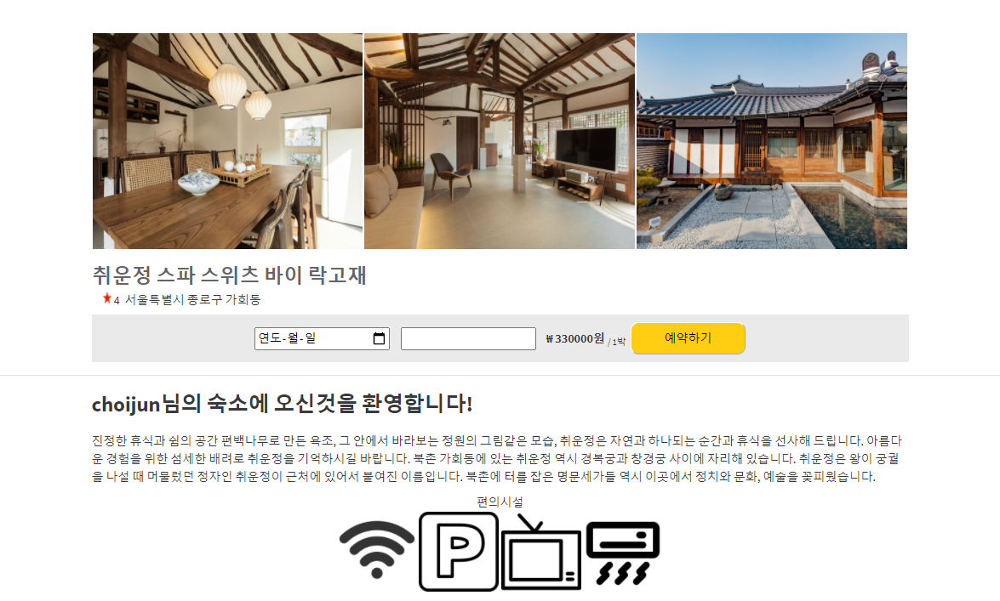 취운정 스파 스위츠 바이 락고재
4 서울특별시 종로구 가회동
연도-월-일
₩330000원 / 1박
예약하기
choijun님의 숙소에 오신것을 환영합니다!
진정한 휴식과 쉼의 공간 편백나무로 만든 욕조, 그 안에서 바라보는 정원의 그림같은 모습, 취운정은 자연과 하나되는 순간과 휴식을 선사해 드립니다. 아름다
운 경험을 위한 섬세한 배려로 취운정을 기억하시길 바랍니다. 북촌 가회동에 있는 취운정 역시 경복궁과 창경궁 사이에 자리해 있습니다. 취운정은 왕이 궁궐
을 나설 때 머물렀던 정자인 취운정이 근처에 있어서 붙여진 이름입니다. 북촌에 터를 잡은 명문세가들 역시 이곳에서 정치와 문화, 예술을 꽃피웠습니다.
편의시설
P